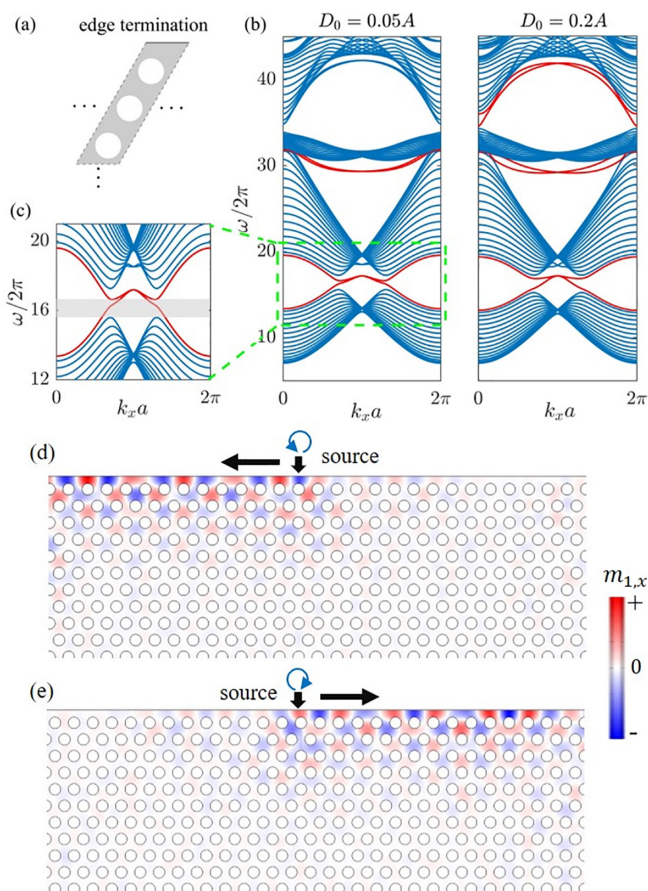 (a)
edge termination
(b)
D₀ = 0.05A
D₀ = 0.2A
40
30
20
10
ω/2π
0
kₓa
2π
0
kₓa
2π
(c)
20
16
12
ω/2π
0
kₓa
2π
(d)
source
(e)
source
m₁,ₓ
+
0
-